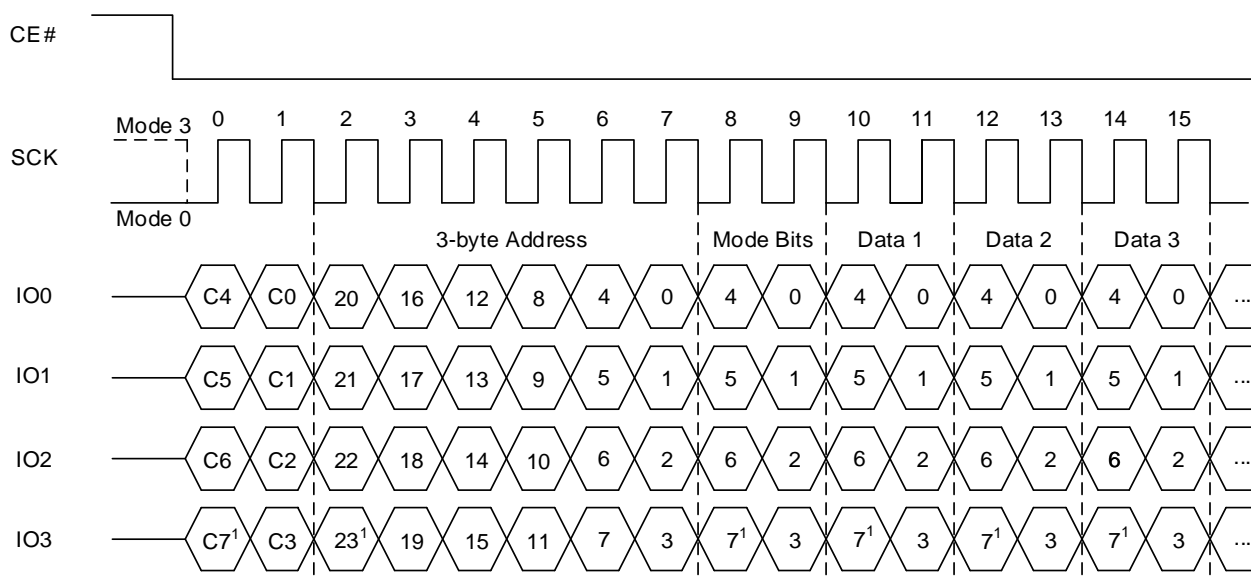 CE#
Mode 3 0 1 2 3 4 5 6 7 8 9 10 11 12 13 14 15
SCK
Mode 0
3-byte Address Mode Bits Data 1 Data 2 Data 3
IO0 C4 C0 20 16 12 8 4 0 4 0 4 0 4 0 4 0 ...
IO1 C5 C1 21 17 13 9 5 1 5 1 5 1 5 1 5 1 ...
IO2 C6 C2 22 18 14 10 6 2 6 2 6 2 6 2 6 2 ...
IO3 C7¹ C3 23¹ 19 15 11 7 3 7¹ 3 7¹ 3 7¹ 3 7¹ 3 ...